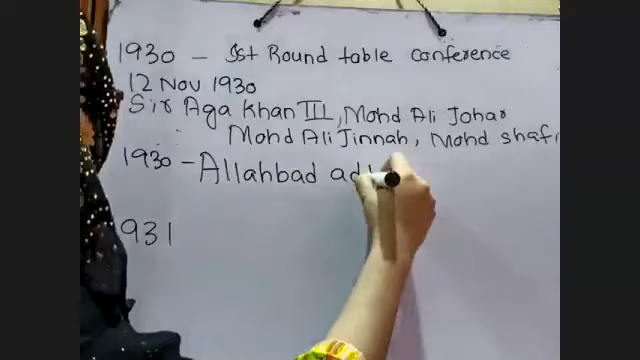 1930 – Ist Round table Conference
12 Nov 1930
Sir Aga Khan III, Mohd Ali Johar
Mohd Ali Jinnah, Mohd shafi
1930 – Allahbad ad
931